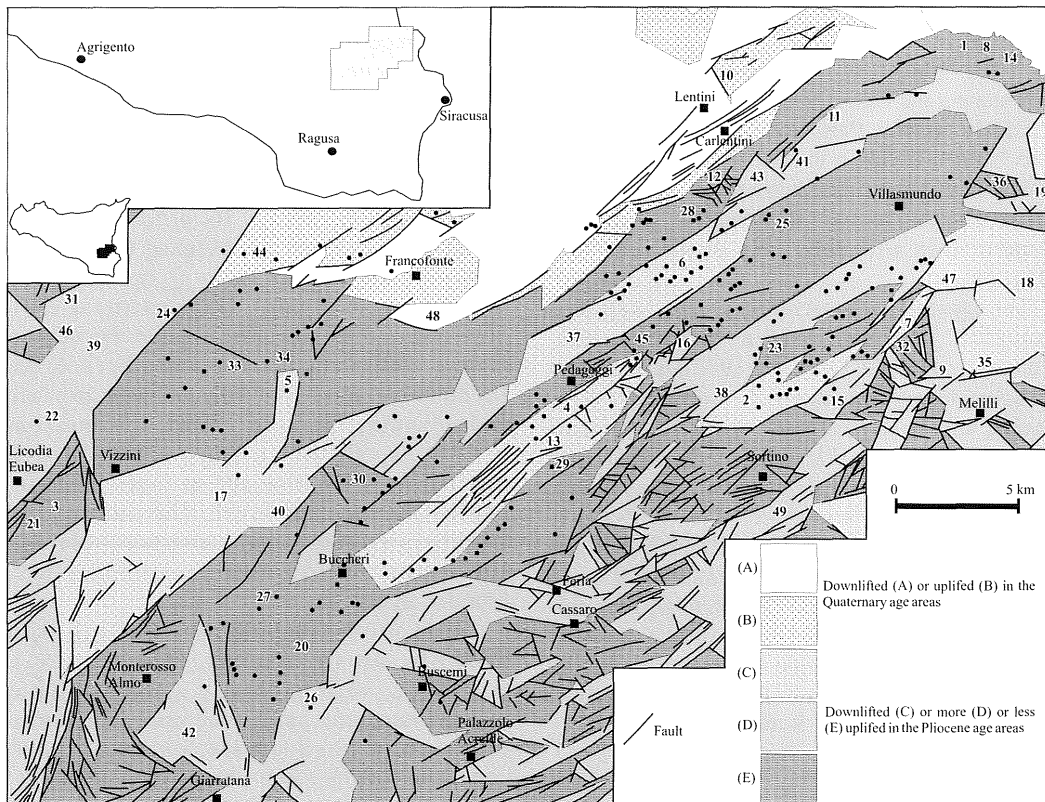 Agrigento
Ragusa
Siracusa
1
8
14
10
Lentini
Carlentini
11
12
43
41
36
19
Villasmundo
28
25
44
Francofonte
6
47
18
31
24
48
46
39
37
45
16
7
32
33
34
23
5
Pedagaggi
9
35
38
2
15
Melilli
22
4
13
Licodia
Eubea
Vizzini
29
Sortino
3
21
17
30
40
49
0
5 km
Buccheri
Ferla
Cassaro
27
20
Monterosso
Almo
Buscemi
26
42
Palazzolo
Acreide
Giarratana
Fault
(A)
(B)
(C)
(D)
(E)
Downlifted (A) or uplifed (B) in the
Quaternary age areas
Downlifted (C) or more (D) or less
(E) uplifed in the Pliocene age areas